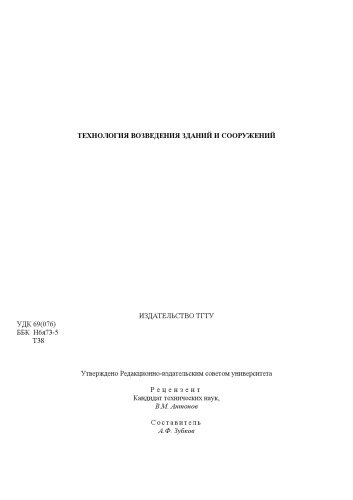 ТЕХНОЛОГИЯ ВОЗВЕДЕНИЯ ЗДАНИЙ И СООРУЖЕНИЙ
ИЗДАТЕЛЬСТВО ТГТУ
УДК 69(076)
ББК Н6я73-5
Т38
Утверждено Редакционно-издательским советом университета
Рецензент
Кандидат технических наук,
В.М. Антонов
Составитель
А.Ф. Зубков